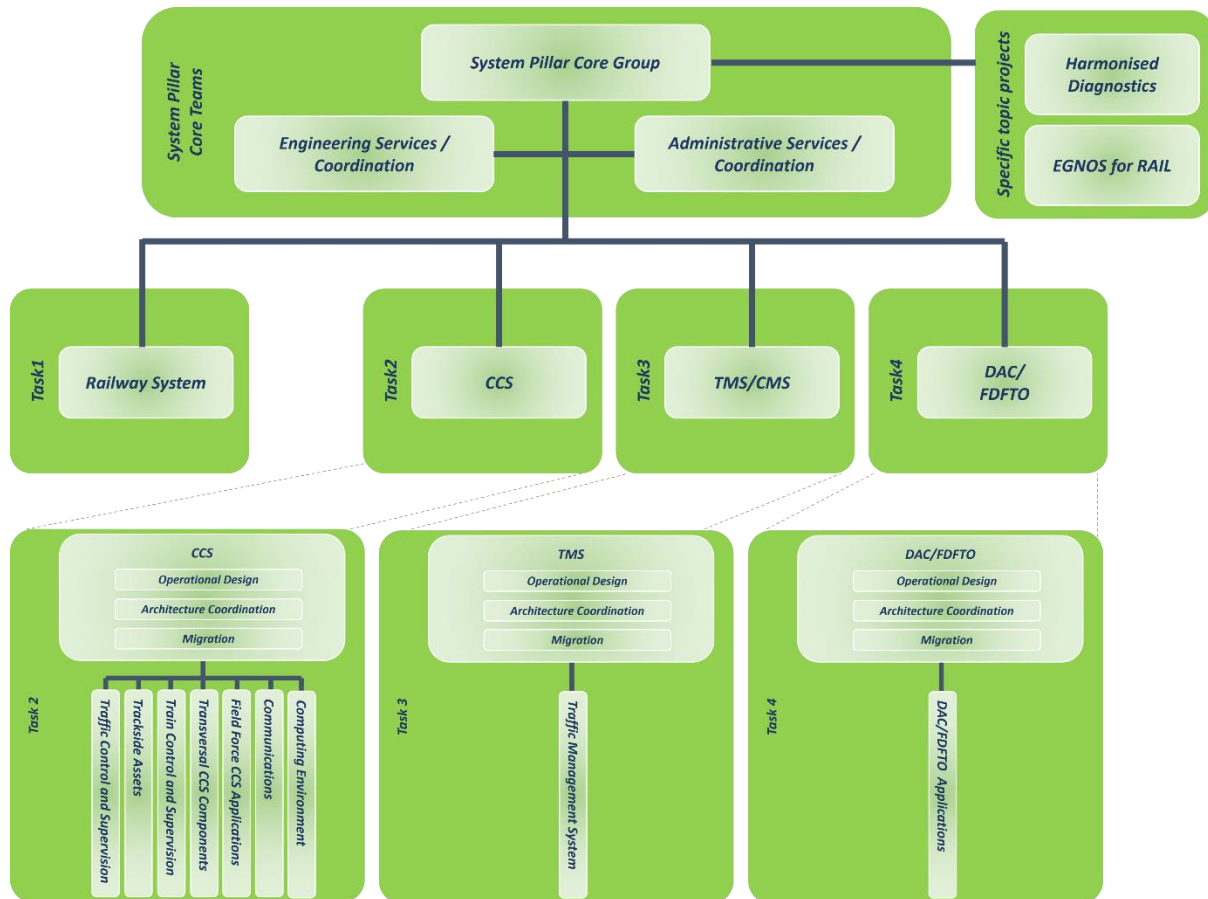 System Pillar
Core Teams
System Pillar Core Group
Engineering Services /
Coordination
Administrative Services /
Coordination
Specific topic projects
Harmonised
Diagnostics
EGNOS for RAIL
Task1
Railway System
Task2
CCS
Task3
TMS/CMS
Task4
DAC/
FDFTO
Task 2
CCS
Operational Design
Architecture Coordination
Migration
Traffic Control and Supervision
Trackside Assets
Train Control and Supervision
Transversal CCS Components
Field Force CCS Applications
Communications
Computing Environment
Task 3
TMS
Operational Design
Architecture Coordination
Migration
Traffic Management System
Task 4
DAC/FDFTO
Operational Design
Architecture Coordination
Migration
DAC/FDFTO Applications